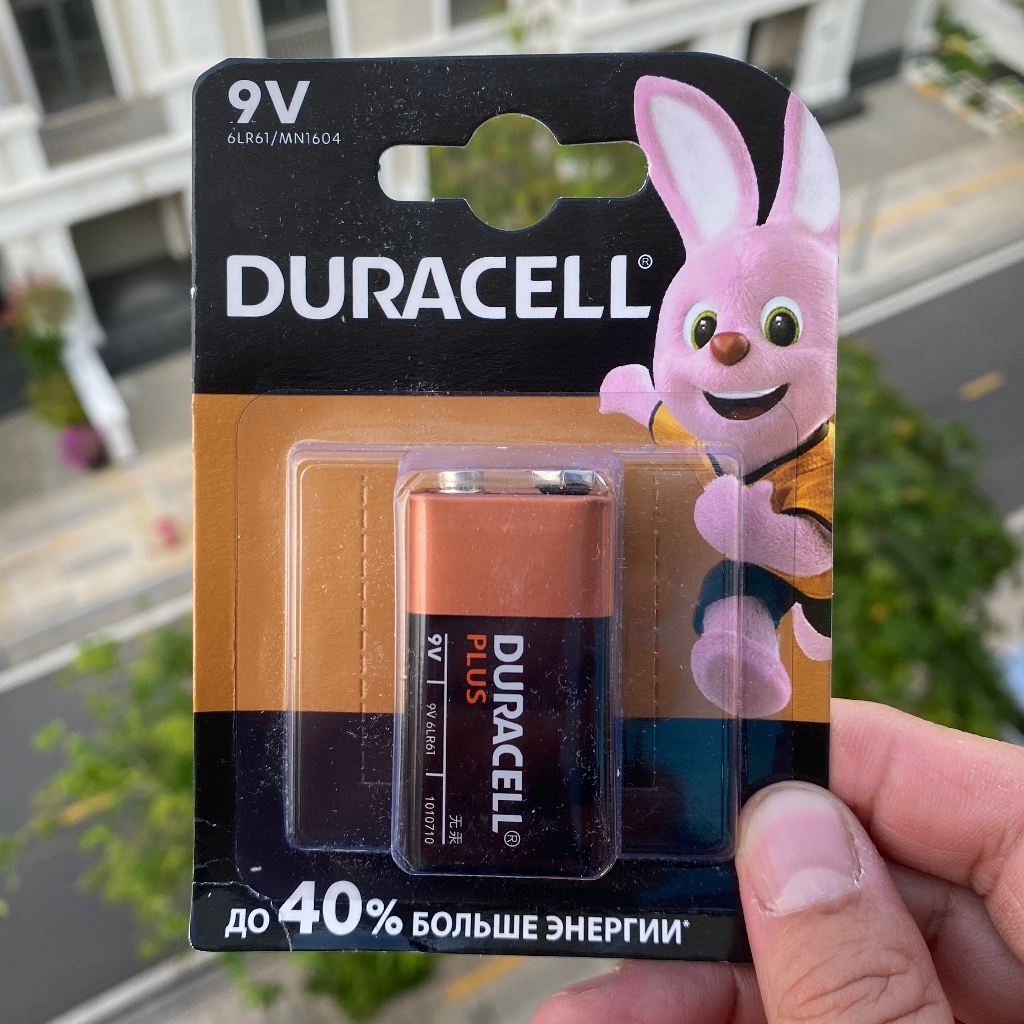 9V
6LR61/MN1604
DURACELL®
DURACELL®
PLUS
9V 9V 6LR61 1010710
无汞
ДО 40% БОЛЬШЕ ЭНЕРГИИ*